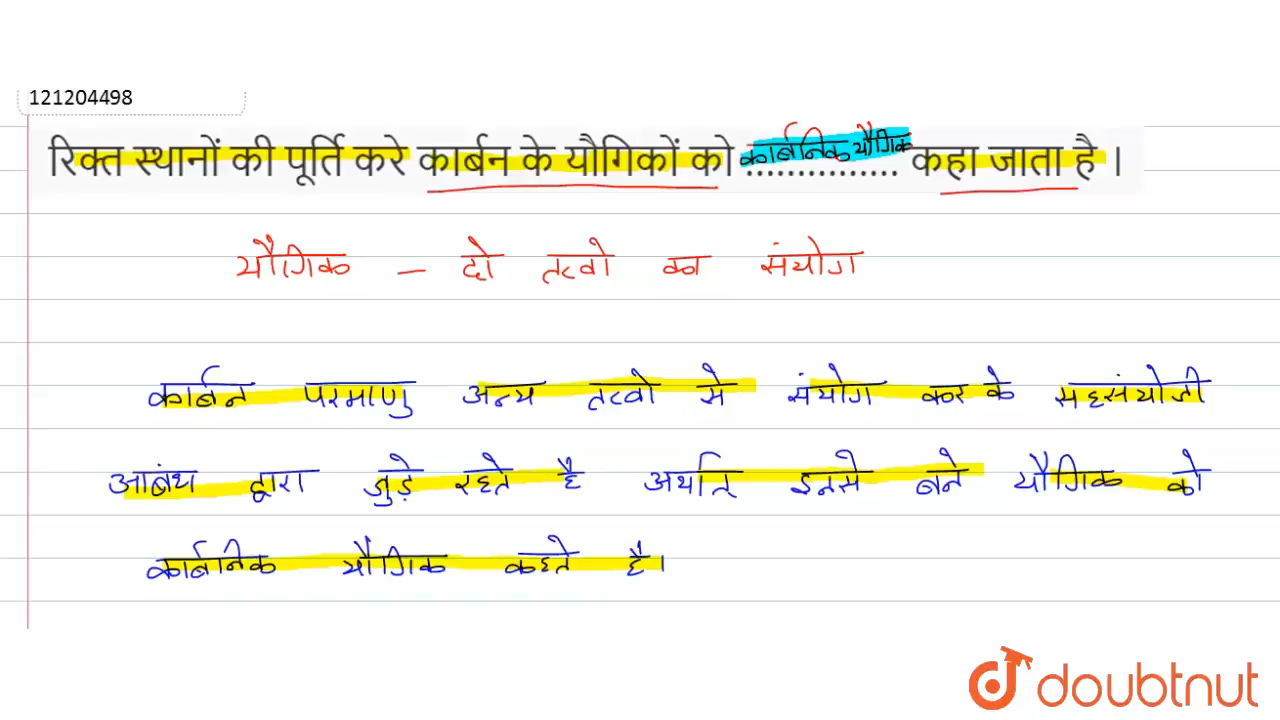 121204498
रिक्त स्थानों की पूर्ति करे कार्बन के यौगिकों को ...कार्बनिक यौगिक... कहा जाता है ।
यौगिक – दो तत्वो का संयोग
कार्बन परमाणु अन्य तत्वो से संयोग कर के सहसंयोजी
आबंध द्वारा जुड़े रहते है अर्थात इनसे बने यौगिक को
कार्बनिक यौगिक कहते है।
doubtnut